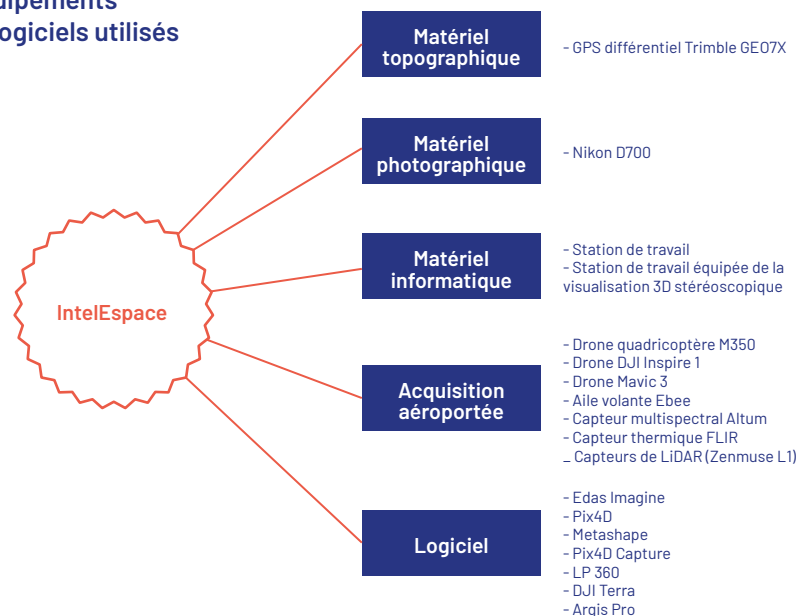 ogiciels utilisés
Matériel
topographique
- GPS différentiel Trimble GEO7X
Matériel
photographique
- Nikon D700
IntelEspace
Matériel
informatique
- Station de travail
- Station de travail équipée de la
visualisation 3D stéréoscopique
Acquisition
aéroportée
- Drone quadricoptère M350
- Drone DJI Inspire 1
- Drone Mavic 3
- Aile volante Ebee
- Capteur multispectral Altum
- Capteur thermique FLIR
_ Capteurs de LiDAR (Zenmuse L1)
Logiciel
- Edas Imagine
- Pix4D
- Metashape
- Pix4D Capture
- LP 360
- DJI Terra
- Argis Pro